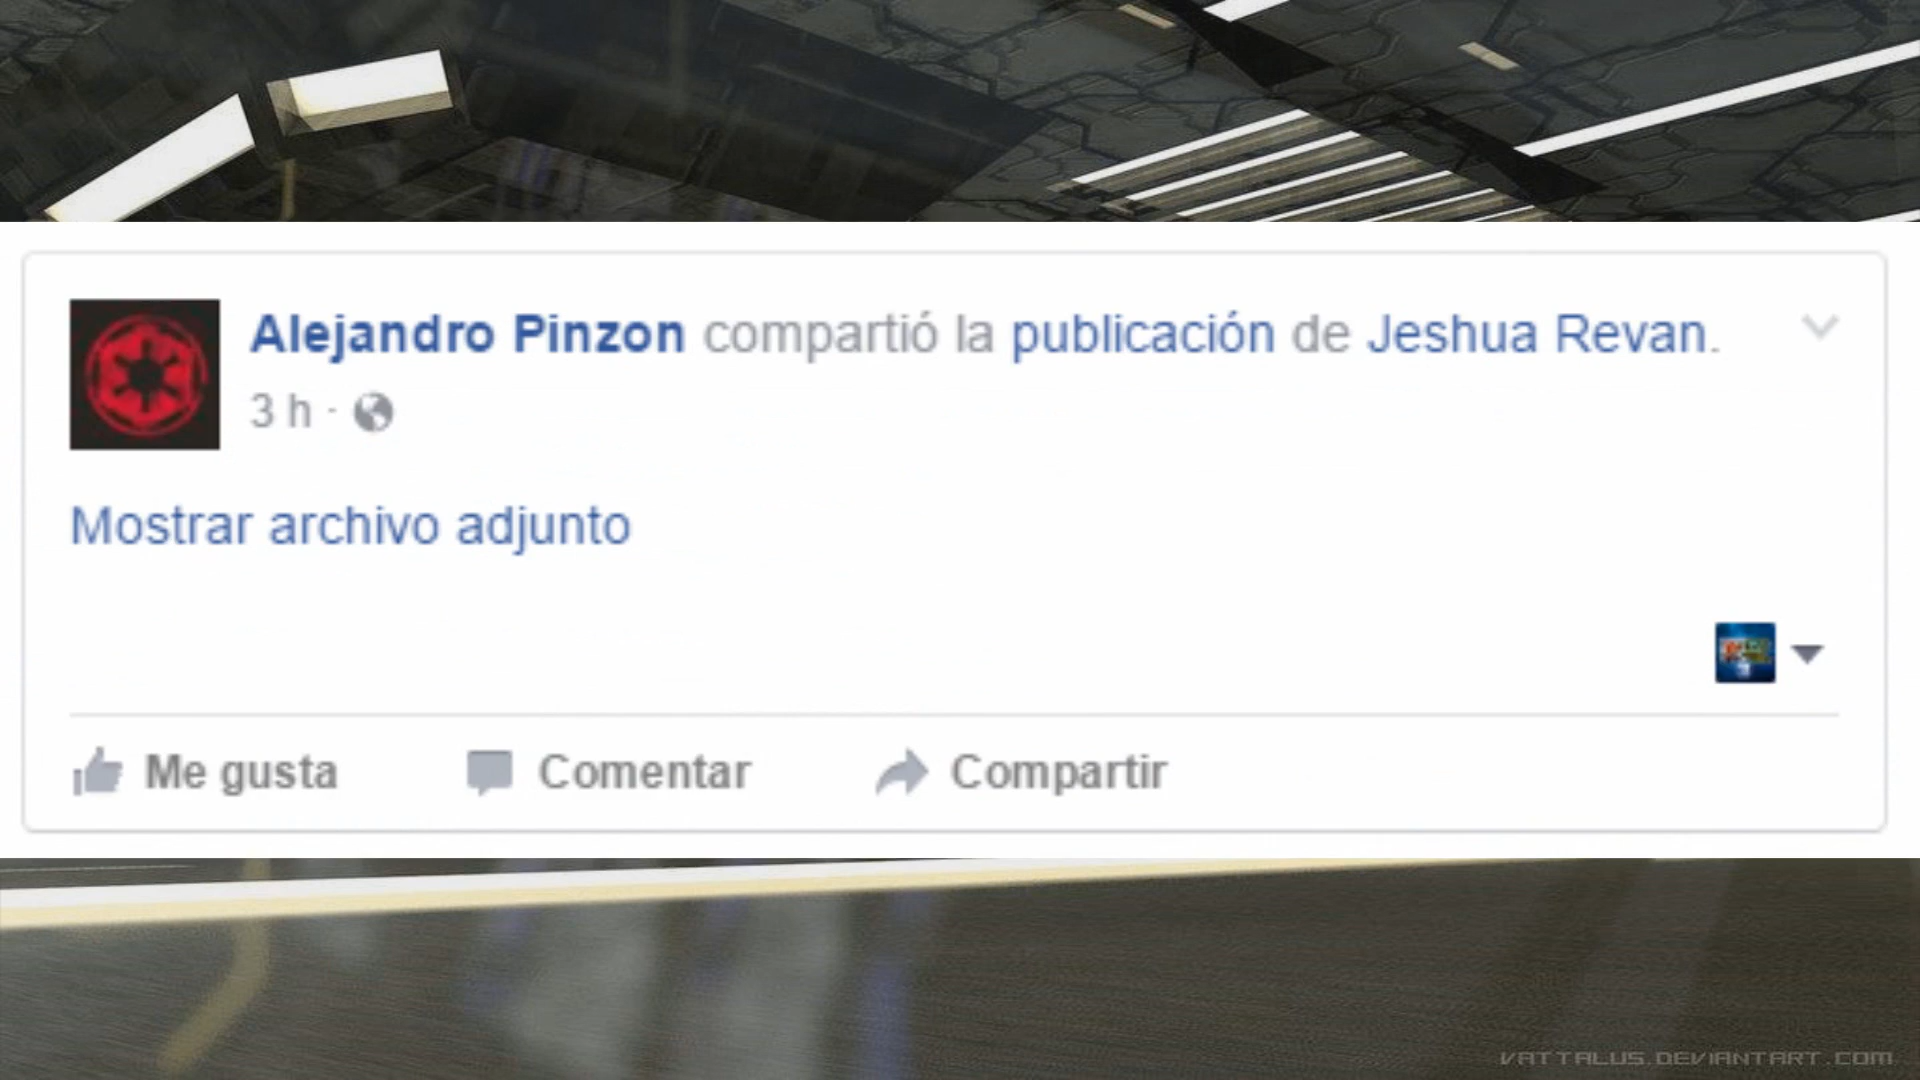 Alejandro Pinzon compartió la publicación de Jeshua Revan.
3 h ·
Mostrar archivo adjunto
Me gusta Comentar Compartir
VATTALUS.DEVIANTART.COM